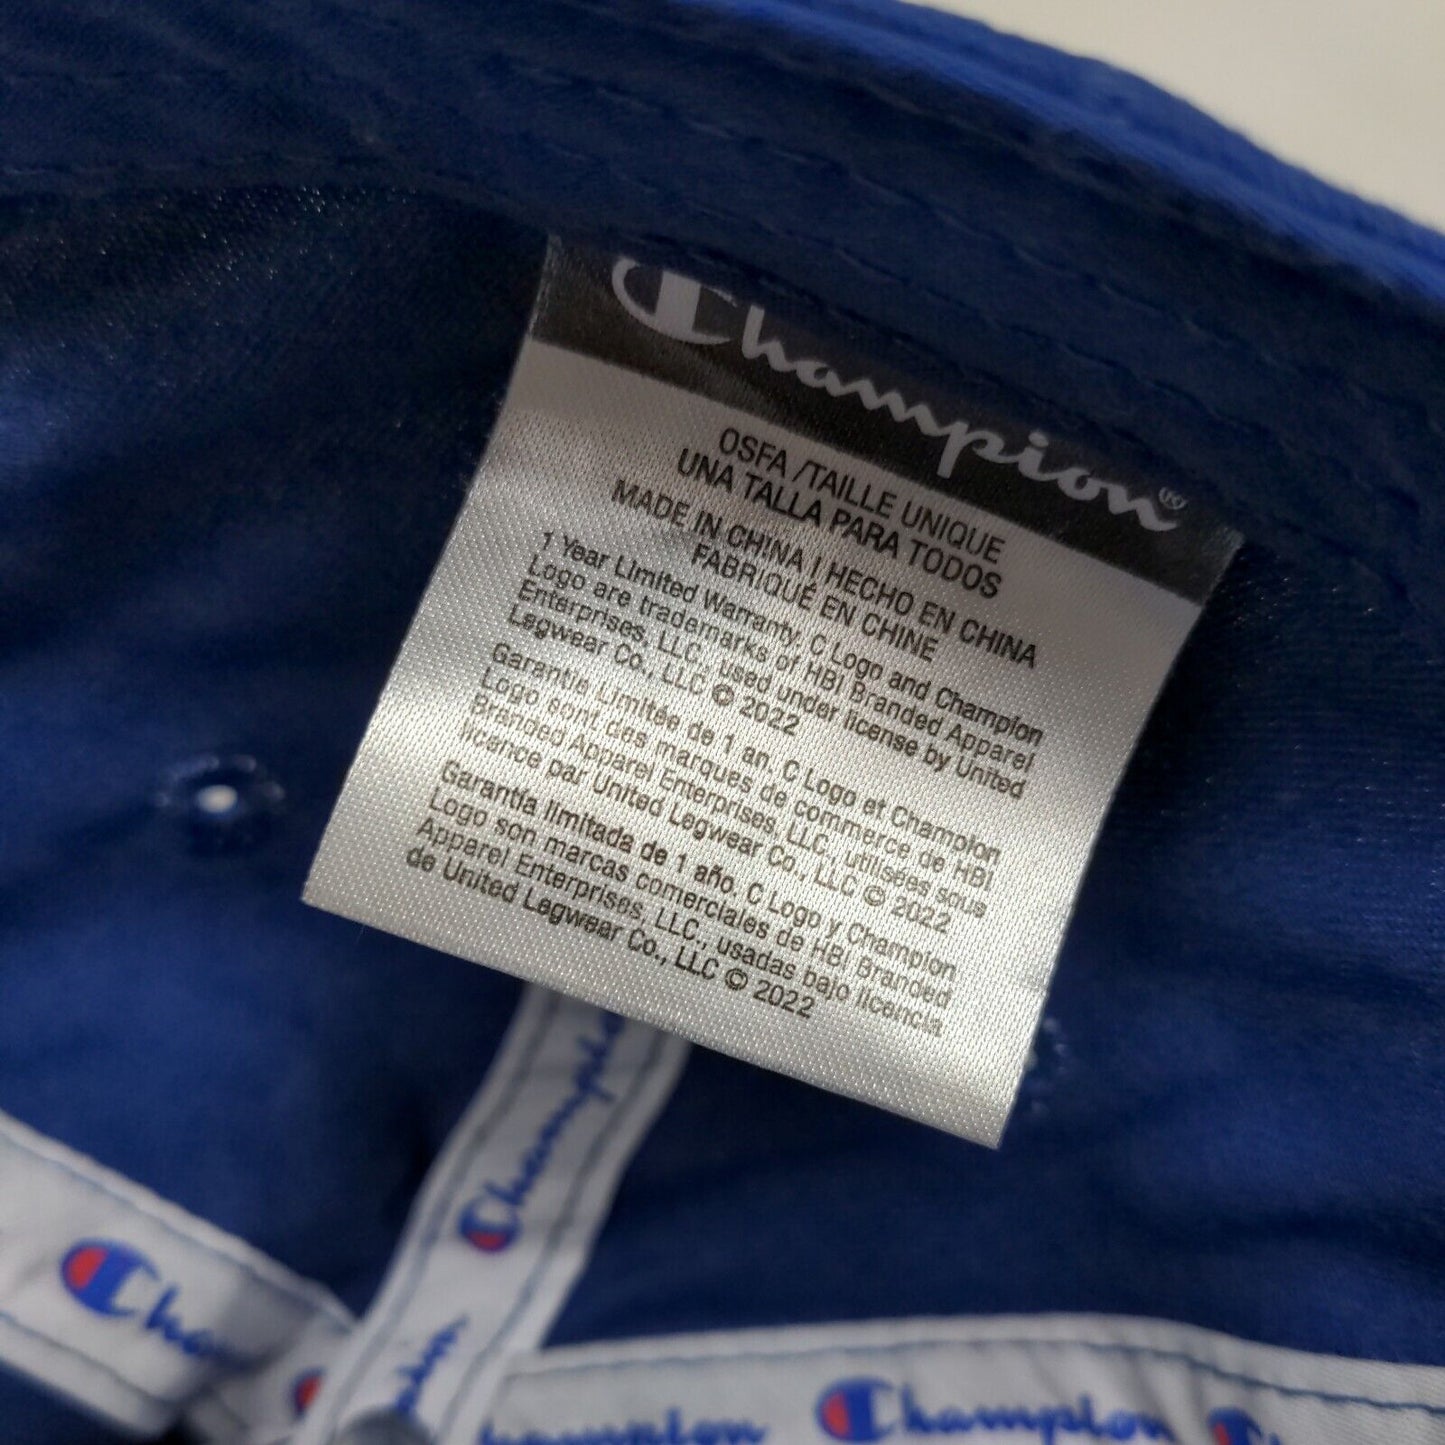 Champion®
OSFA /TAILLE UNIQUE
UNA TALLA PARA TODOS
MADE IN CHINA | HECHO EN CHINA
FABRIQUÉ EN CHINE
1 Year Limited Warranty. C Logo and Champion
Logo are trademarks of HBI Branded Apparel
Enterprises, LLC, used under license by United
Legwear Co., LLC © 2022
Garantie Limitée de 1 an. C Logo et Champion
Logo sont des marques de commerce de HBI
Branded Apparel Enterprises, LLC., utilisées sous
licence par United Legwear Co., LLC © 2022
Garantía limitada de 1 año. C Logo y Champion
Logo son marcas comerciales de HBI Branded
Apparel Enterprises, LLC., usadas bajo licencia
de United Legwear Co., LLC © 2022
Champion
Champion
Champion